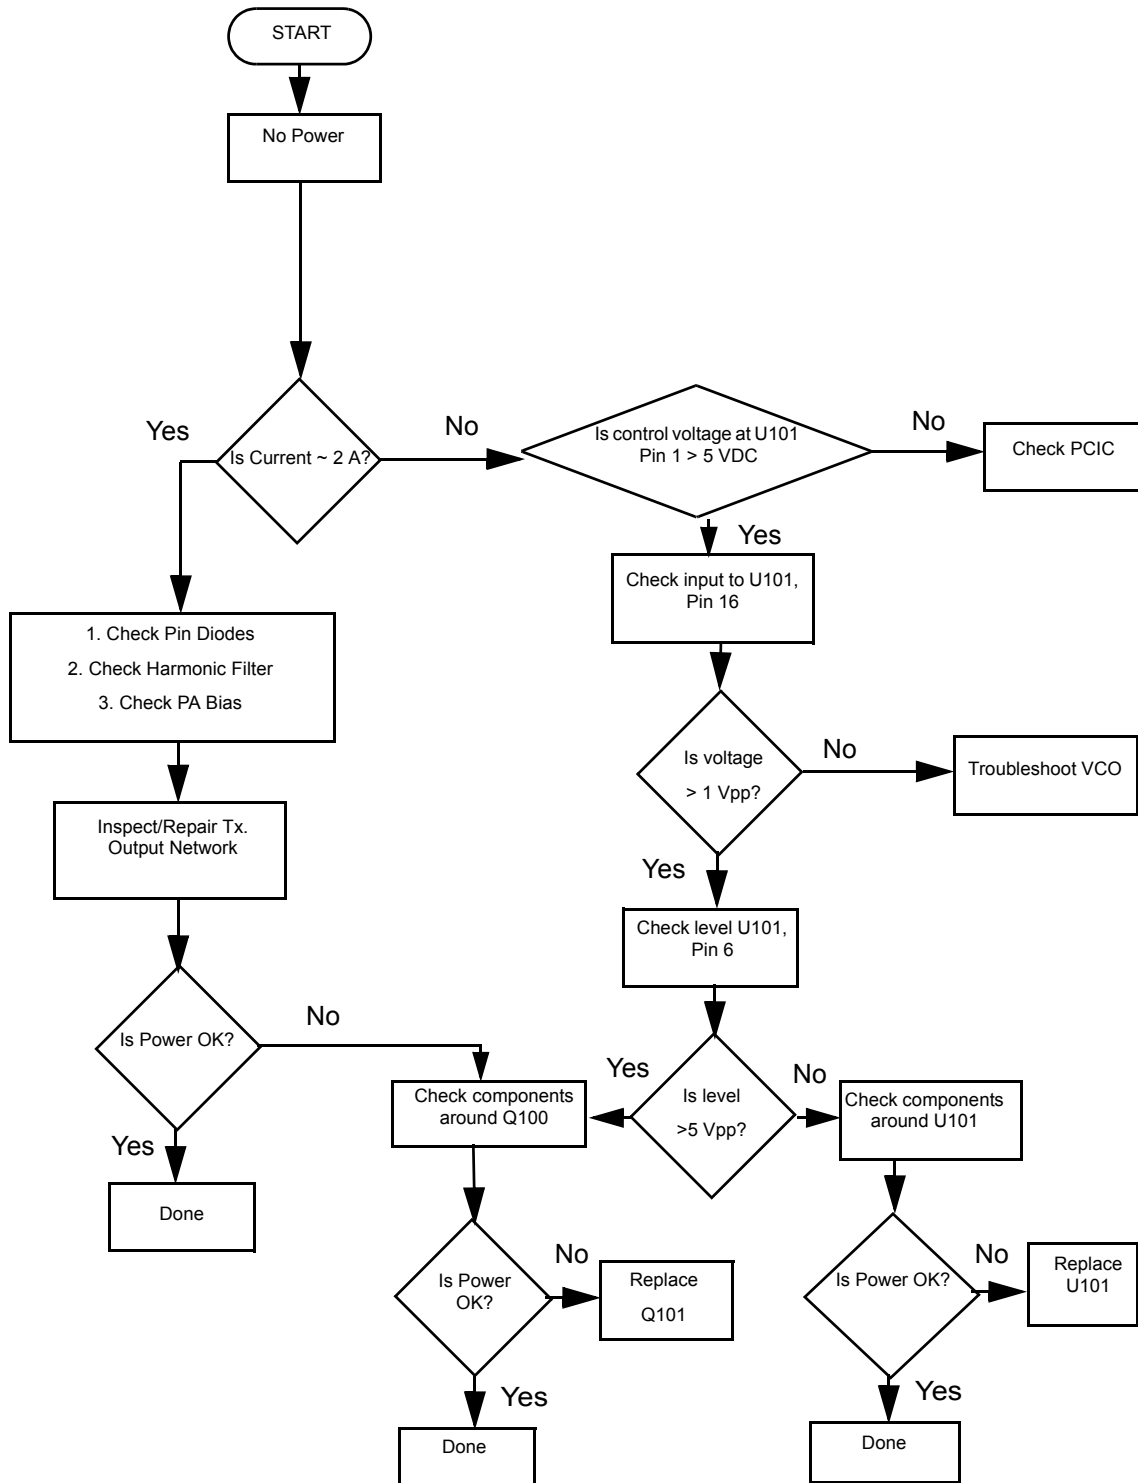 START
No Power
Yes
Is Current ~ 2 A?
No
Is control voltage at U101
Pin 1 > 5 VDC
No
Check PCIC
Yes
Check input to U101,
Pin 16
1. Check Pin Diodes
2. Check Harmonic Filter
3. Check PA Bias
Is voltage
> 1 Vpp?
No
Troubleshoot VCO
Inspect/Repair Tx.
Output Network
Yes
Check level U101,
Pin 6
Is Power OK?
No
Yes
Done
Check components
around Q100
Yes
Is level
>5 Vpp?
No
Check components
around U101
Is Power
OK?
No
Replace
Q101
Yes
Done
Is Power OK?
No
Replace
U101
Yes
Done